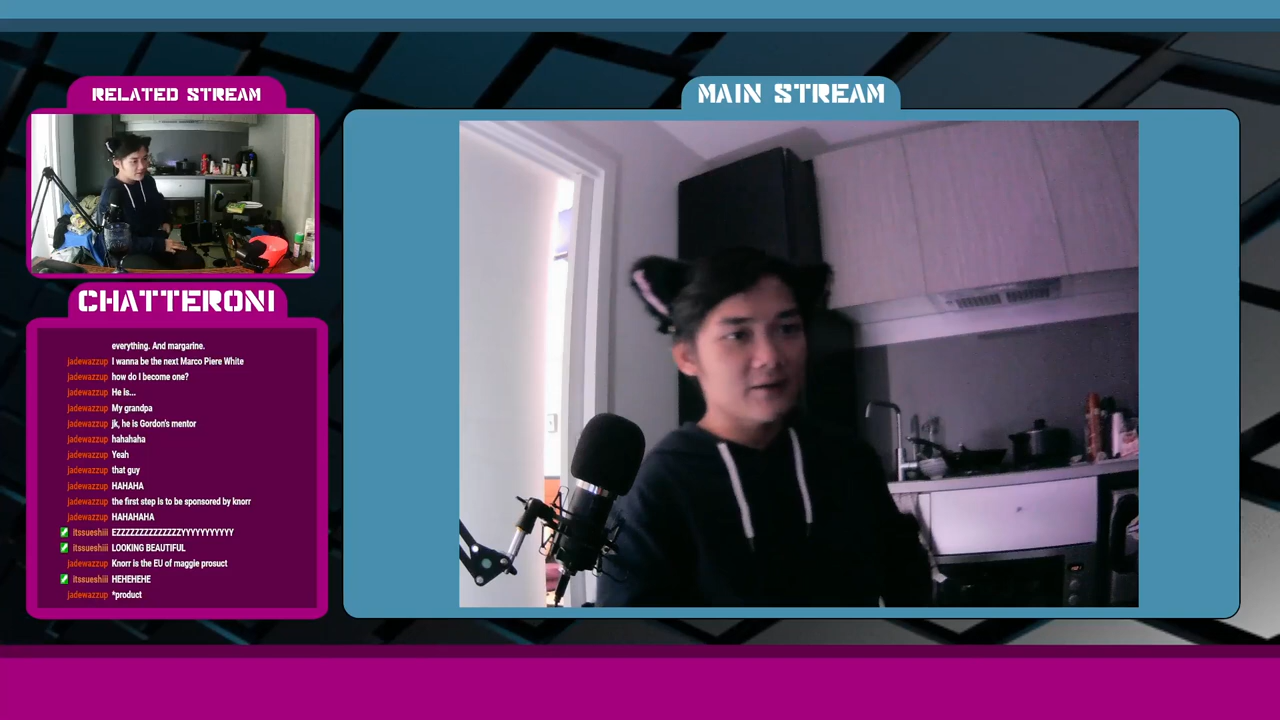 RELATED STREAM
MAIN STREAM
CHATTERONI
everything. And margarine.
jadewazzup I wanna be the next Marco Piere White
jadewazzup how do I become one?
jadewazzup He is...
jadewazzup My grandpa
jadewazzup jk, he is Gordon's mentor
jadewazzup hahahaha
jadewazzup Yeah
jadewazzup that guy
jadewazzup HAHAHA
jadewazzup the first step is to be sponsored by knorr
jadewazzup HAHAHAHA
itssueshiii EZZZZZZZZZZZZZZYYYYYYYYYY
itssueshiii LOOKING BEAUTIFUL
jadewazzup Knorr is the EU of maggie prosuct
itssueshiii HEHEHEHE
jadewazzup *product